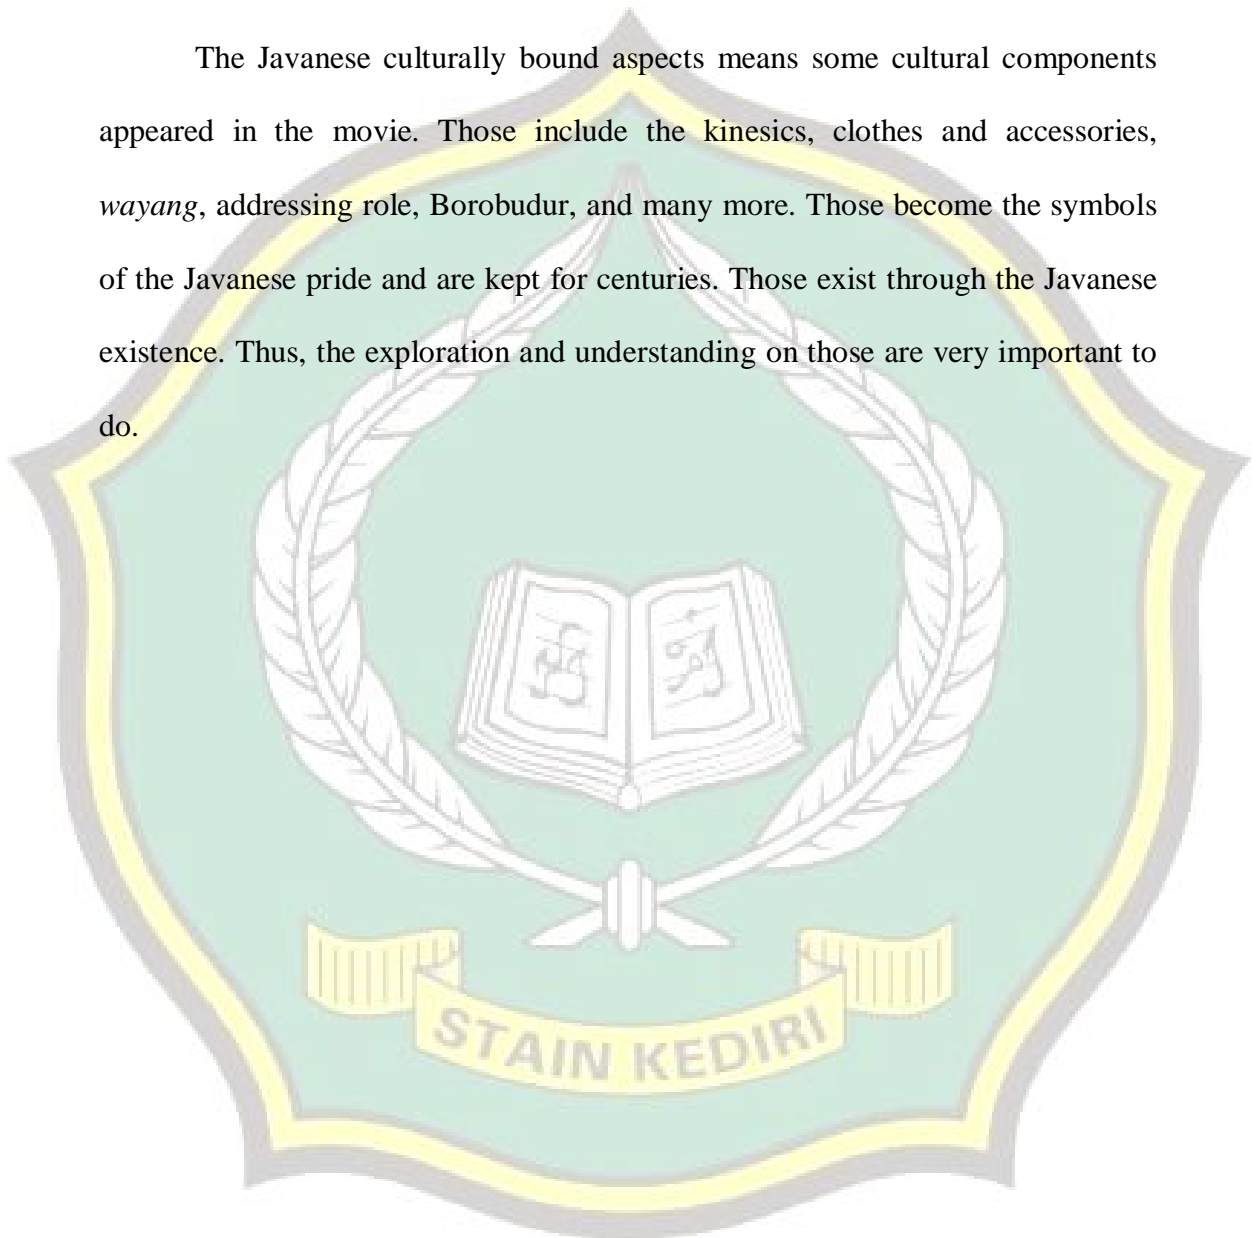 The Javanese culturally bound aspects means some cultural components
appeared in the movie. Those include the kinesics, clothes and accessories,
wayang, addressing role, Borobudur, and many more. Those become the symbols
of the Javanese pride and are kept for centuries. Those exist through the Javanese
existence. Thus, the exploration and understanding on those are very important to
do.
STAIN KEDIRI